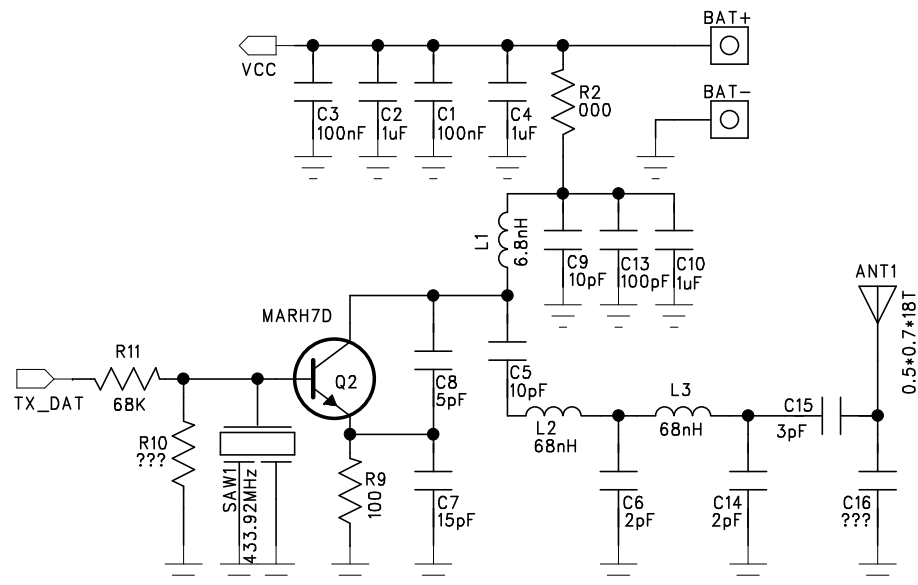 BAT+
VCC
C3
100nF
C2
1uF
C1
100nF
C4
1uF
R2
000
BAT-
L1
6.8nH
C9
10pF
C13
100pF
C10
1uF
ANT1
0.5*0.7*18T
MARH7D
R11
68K
TX_DAT
Q2
C8
5pF
C5
10pF
L2
68nH
L3
68nH
C15
3pF
R10
???
SAW1
433.92MHz
R9
100
C7
15pF
C6
2pF
C14
2pF
C16
???